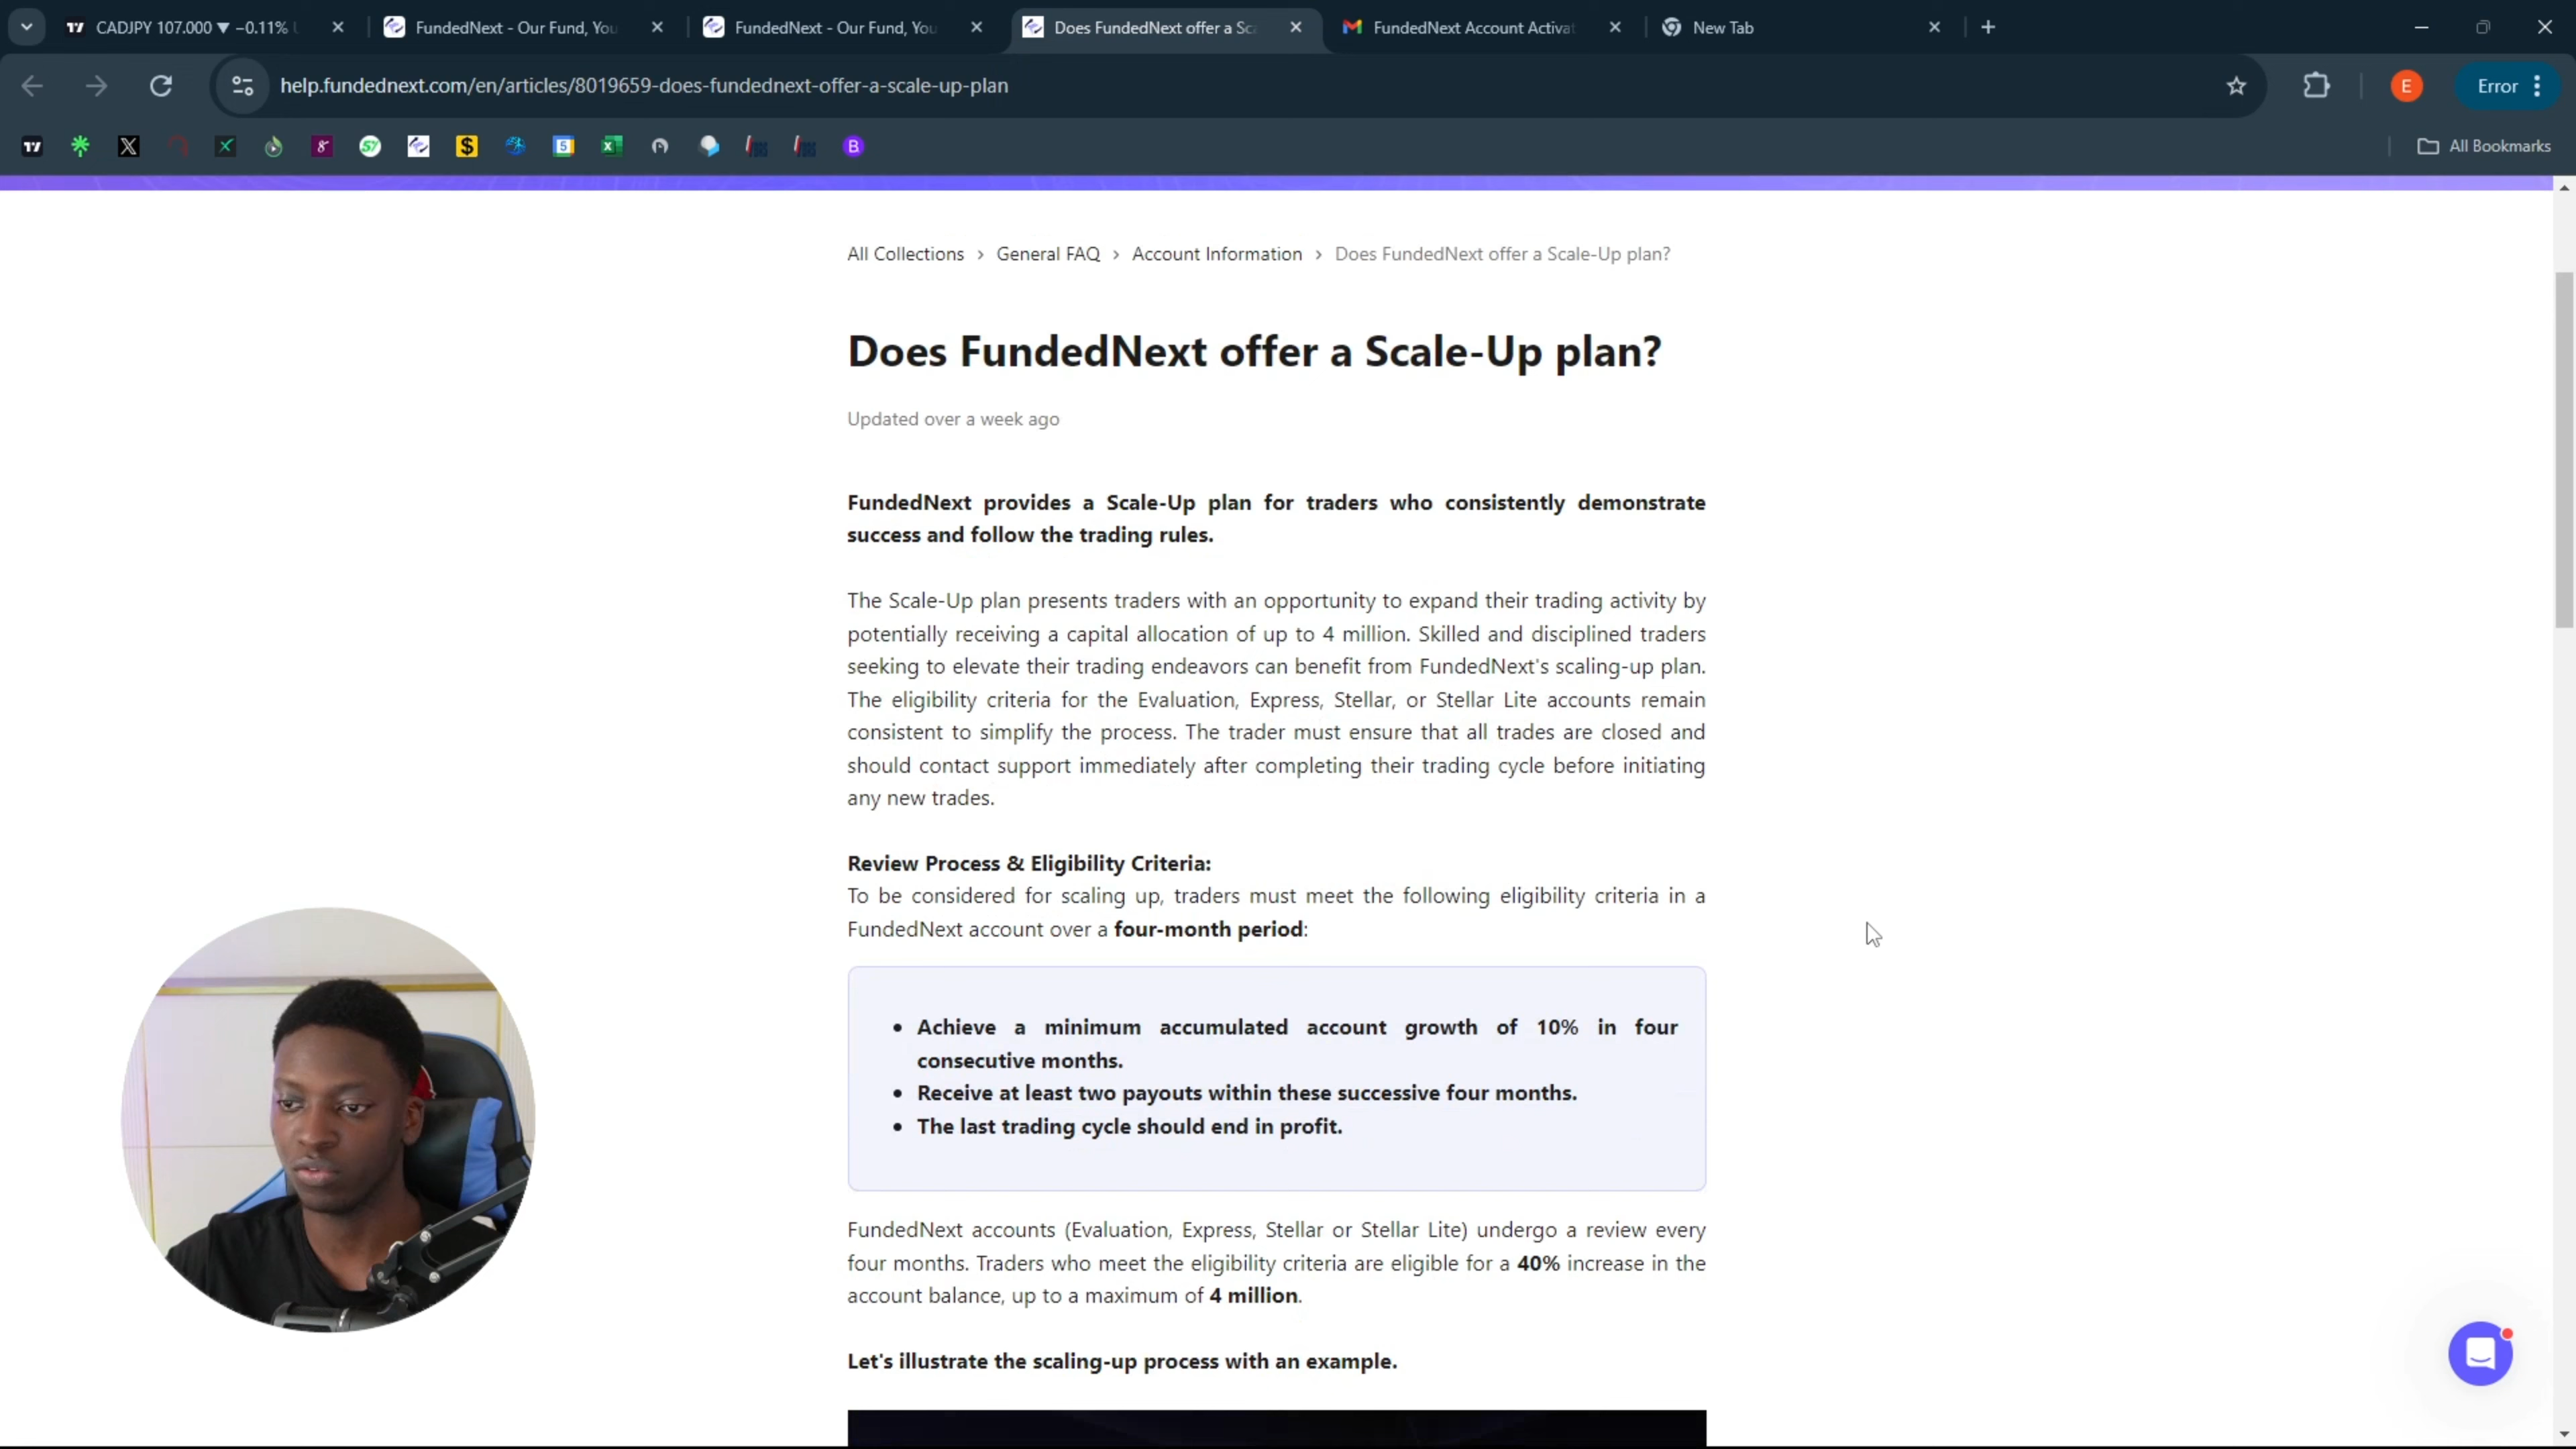 CADJPY 107.000 ▼ −0.11%
FundedNext - Our Fund, You
FundedNext - Our Fund, You
Does FundedNext offer a Sc
FundedNext Account Activat
New Tab
help.fundednext.com/en/articles/8019659-does-fundednext-offer-a-scale-up-plan
E
Error
All Bookmarks
All Collections > General FAQ > Account Information > Does FundedNext offer a Scale-Up plan?
Does FundedNext offer a Scale-Up plan?
Updated over a week ago
FundedNext provides a Scale-Up plan for traders who consistently demonstrate
success and follow the trading rules.
The Scale-Up plan presents traders with an opportunity to expand their trading activity by
potentially receiving a capital allocation of up to 4 million. Skilled and disciplined traders
seeking to elevate their trading endeavors can benefit from FundedNext's scaling-up plan.
The eligibility criteria for the Evaluation, Express, Stellar, or Stellar Lite accounts remain
consistent to simplify the process. The trader must ensure that all trades are closed and
should contact support immediately after completing their trading cycle before initiating
any new trades.
Review Process & Eligibility Criteria:
To be considered for scaling up, traders must meet the following eligibility criteria in a
FundedNext account over a four-month period:
• Achieve a minimum accumulated account growth of 10% in four
consecutive months.
• Receive at least two payouts within these successive four months.
• The last trading cycle should end in profit.
FundedNext accounts (Evaluation, Express, Stellar or Stellar Lite) undergo a review every
four months. Traders who meet the eligibility criteria are eligible for a 40% increase in the
account balance, up to a maximum of 4 million.
Let's illustrate the scaling-up process with an example.